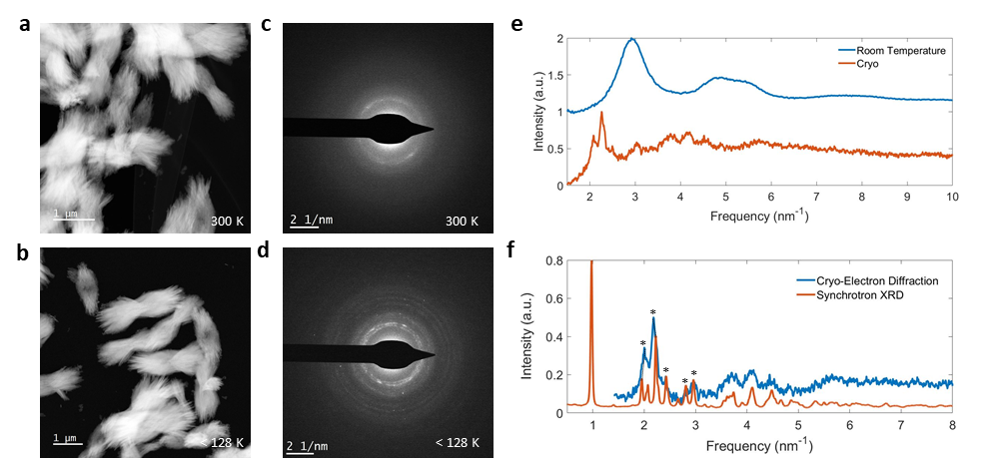 a
1 µm
300 K
b
1 µm
< 128 K
c
2 1/nm
300 K
d
2 1/nm
< 128 K
e
Intensity (a.u.)
2
1.5
1
0.5
0
Room Temperature
Cryo
2 3 4 5 6 7 8 9 10
Frequency (nm-1)
f
Intensity (a.u.)
0.8
0.6
0.4
0.2
0
Cryo-Electron Diffraction
Synchrotron XRD
* * * * *
1 2 3 4 5 6 7 8
Frequency (nm-1)